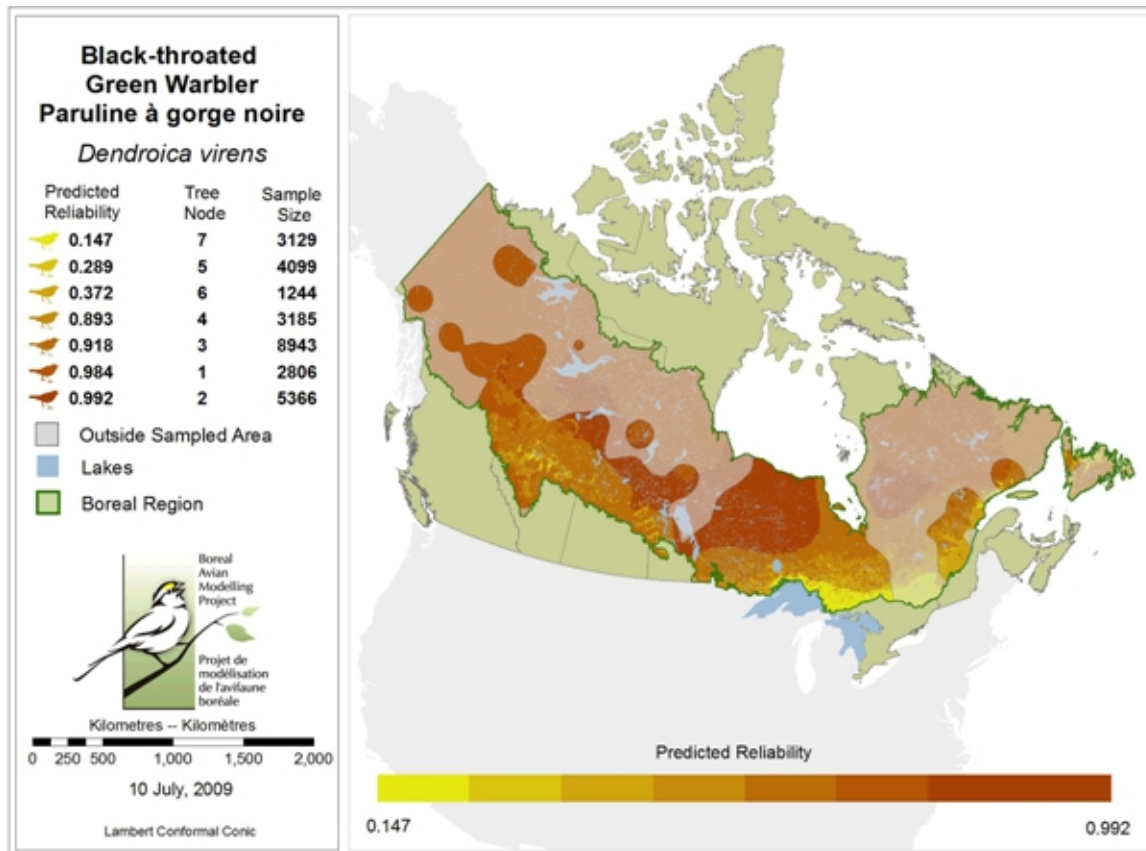 Black-throated
Green Warbler
Paruline à gorge noire
Dendroica virens
Predicted Reliability Tree Node Sample Size
0.147 7 3129
0.289 5 4099
0.372 6 1244
0.893 4 3185
0.918 3 8943
0.984 1 2806
0.992 2 5366
Outside Sampled Area
Lakes
Boreal Region
Boreal
Avian
Modelling
Project
Projet de
modélisation
de l'avifaune
boréale
Kilometres -- Kilomètres
0 250 500 1,000 1,500 2,000
10 July, 2009
Lambert Conformal Conic
Predicted Reliability
0.147 0.992